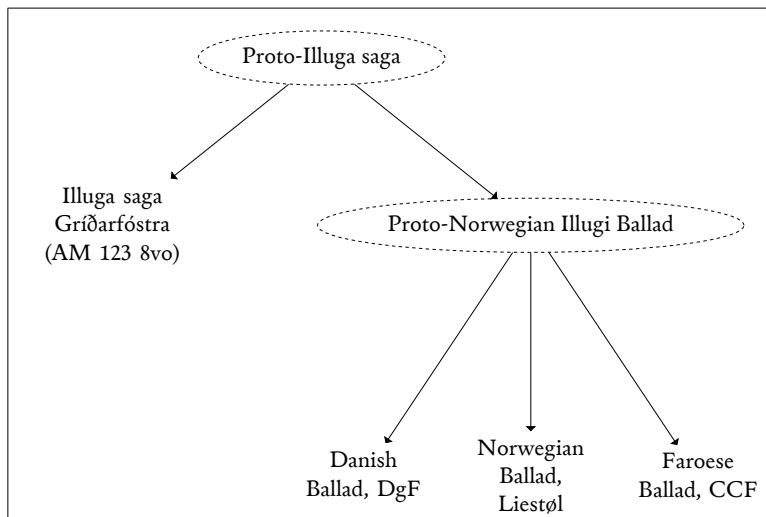 Proto-Illuga saga
Illuga saga
Gríðarfóstra
(AM 123 8vo)
Proto-Norwegian Illugi Ballad
Danish
Ballad, DgF
Norwegian
Ballad,
Liestøl
Faroese
Ballad, CCF